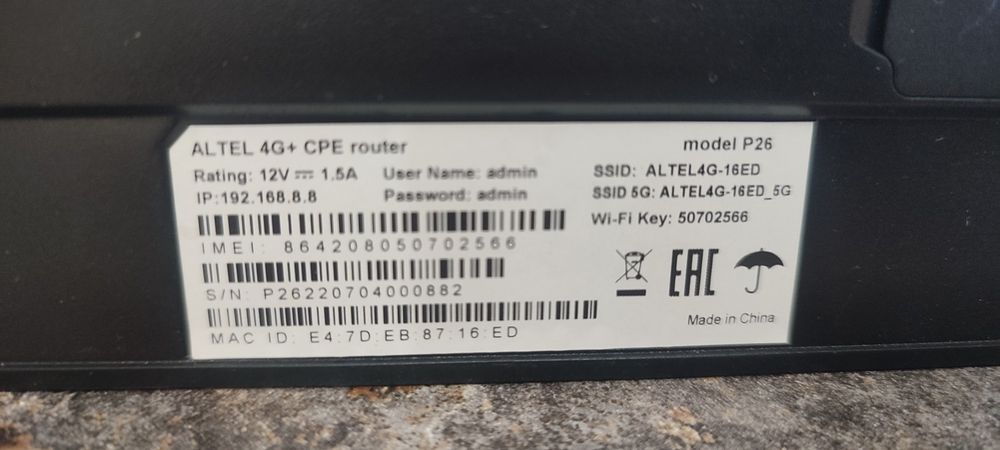 ALTEL 4G+ CPE router
model P26
Rating: 12V ⎓ 1.5A
User Name: admin
IP:192.168.8.8
Password: admin
SSID: ALTEL4G-16ED
SSID 5G: ALTEL4G-16ED_5G
Wi-Fi Key: 50702566
IMEI: 864208050702566
S/N: P26220704000882
MAC ID: E4:7D:EB:87:16:ED
EAC
Made in China